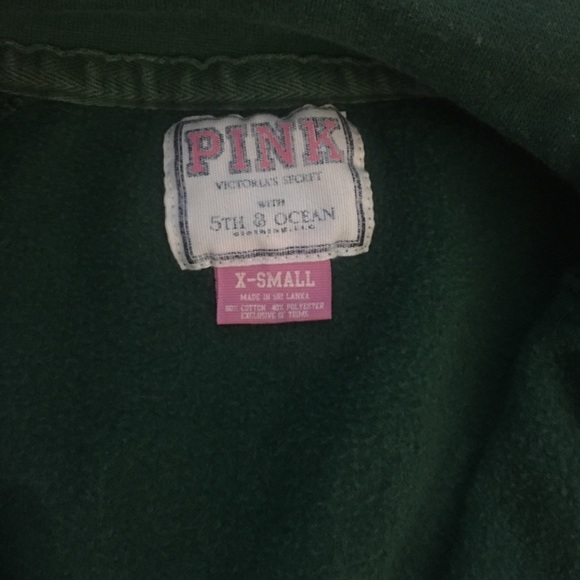 PINK
VICTORIA'S SECRET
WITH
5TH & OCEAN
CLOTHING, LLC
X-SMALL
MADE IN SRI LANKA
60% COTTON 40% POLYESTER
EXCLUSIVE OF TRIMS